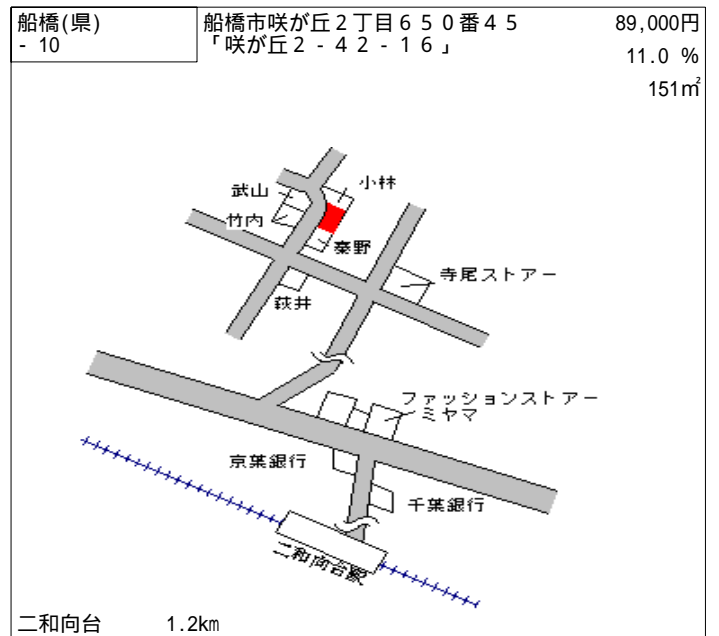 船橋(県)
- 10
船橋市咲が丘2丁目650番45
「咲が丘2-42-16」
89,000円
11.0 %
151㎡
武山
小林
竹内
秦野
寺尾ストアー
萩井
ファッションストアー
ミヤマ
京葉銀行
千葉銀行
二和向台駅
二和向台 1.2km